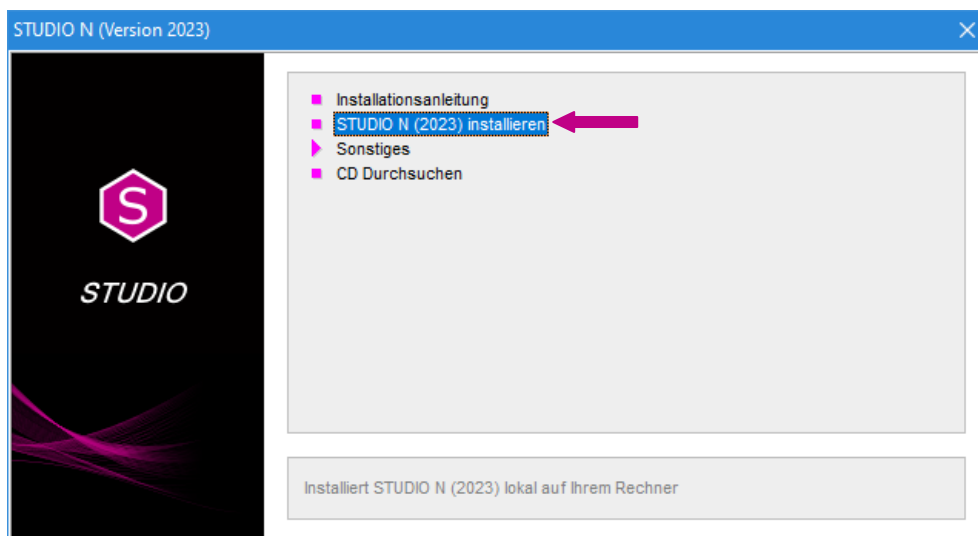 STUDIO N (Version 2023)
S
STUDIO
Installationsanleitung
STUDIO N (2023) installieren
Sonstiges
CD Durchsuchen
Installiert STUDIO N (2023) lokal auf Ihrem Rechner